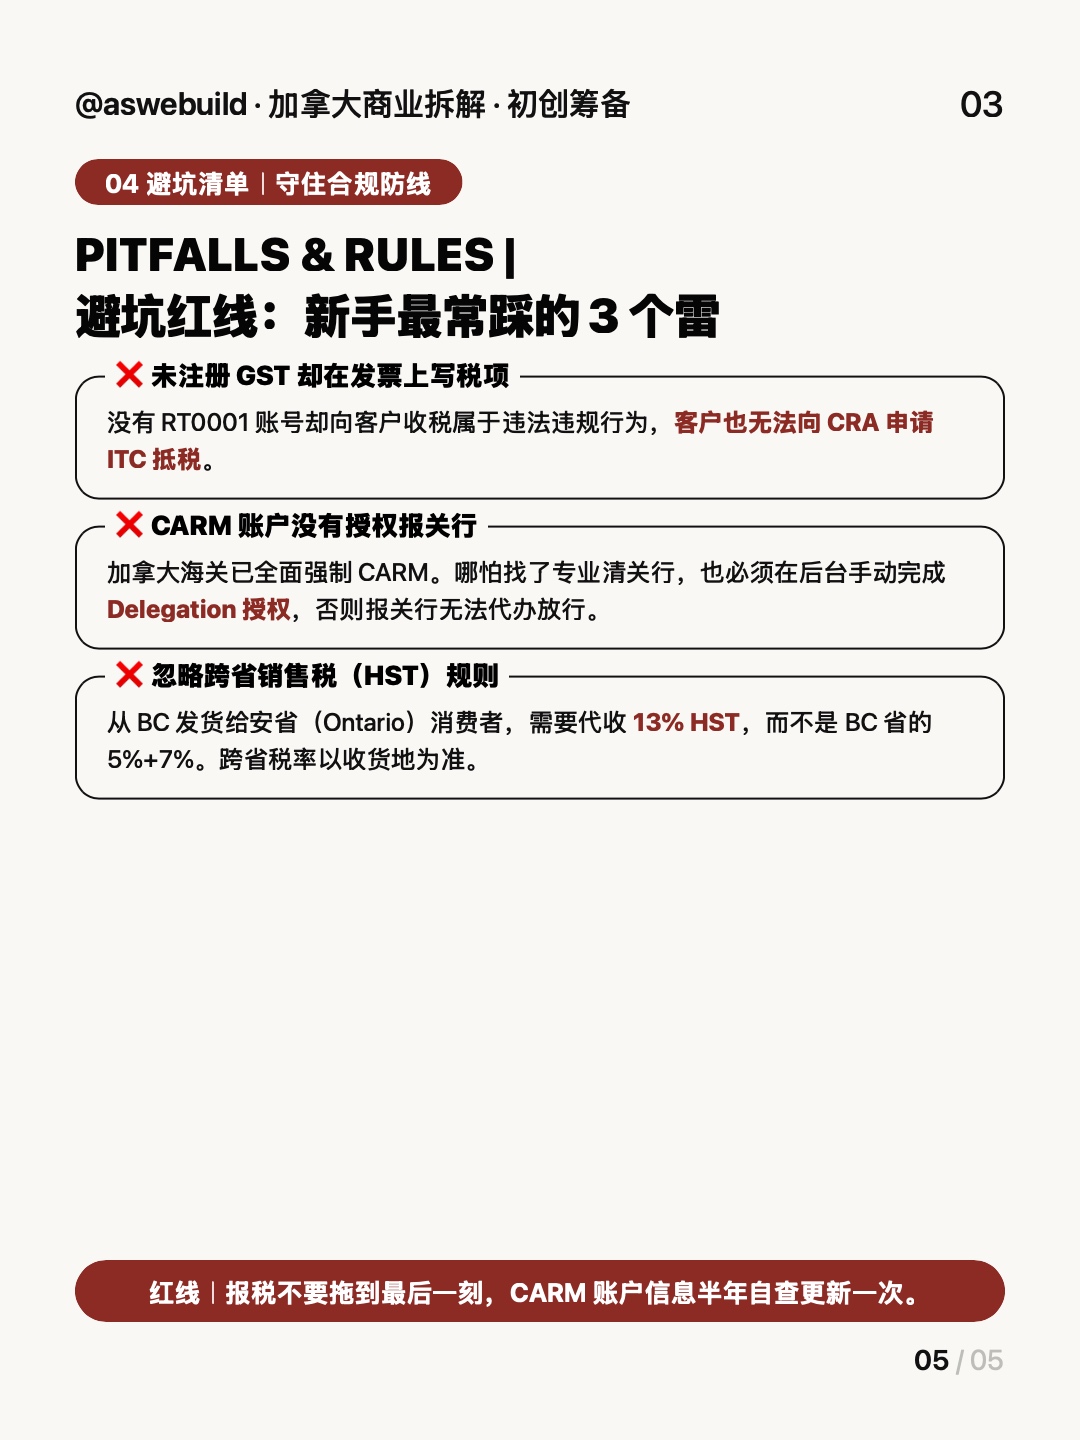 @aswebuild · 加拿大商业拆解 · 初创筹备
03
04 避坑清单｜守住合规防线
PITFALLS & RULES |
避坑红线：新手最常踩的 3 个雷
❌ 未注册 GST 却在发票上写税项
没有 RT0001 账号却向客户收税属于违法违规行为，客户也无法向 CRA 申请
ITC 抵税。
❌ CARM 账户没有授权报关行
加拿大海关已全面强制 CARM。哪怕找了专业清关行，也必须在后台手动完成
Delegation 授权，否则报关行无法代办放行。
❌ 忽略跨省销售税（HST）规则
从 BC 发货给安省（Ontario）消费者，需要代收 13% HST，而不是 BC 省的
5%+7%。跨省税率以收货地为准。
红线｜报税不要拖到最后一刻，CARM 账户信息半年自查更新一次。
05 / 05